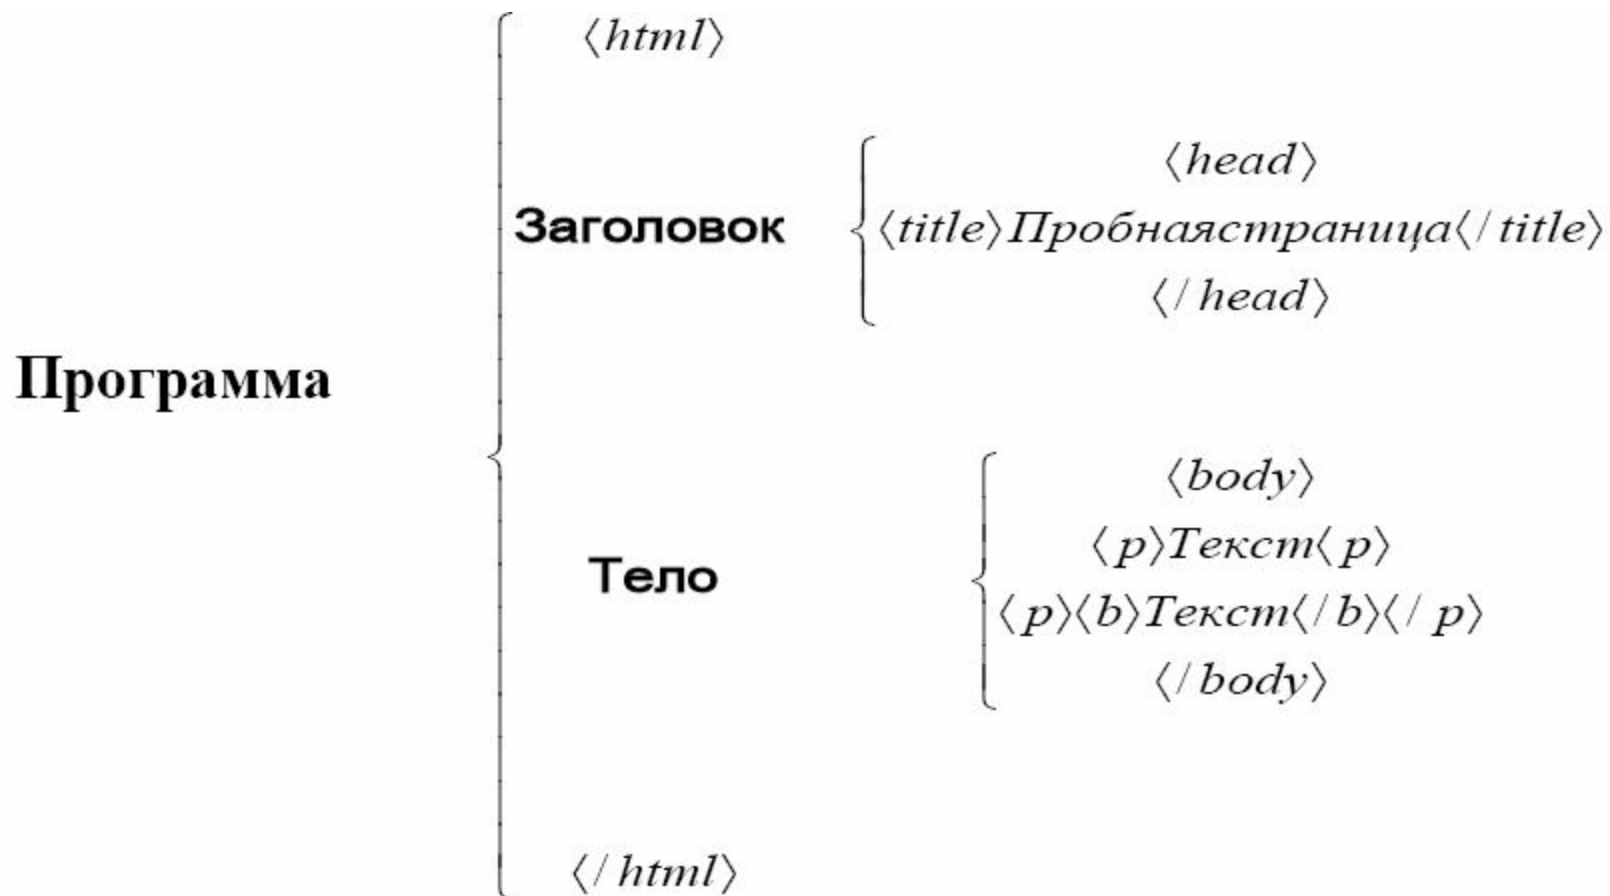 ⟨html⟩
⟨head⟩
Заголовок ⟨title⟩Пробнаястраница⟨/ title⟩
⟨/ head⟩
Программа
⟨body⟩
⟨p⟩Текст⟨p⟩
Тело
⟨p⟩⟨b⟩Текст⟨/b⟩⟨/ p⟩
⟨/ body⟩
⟨/ html⟩